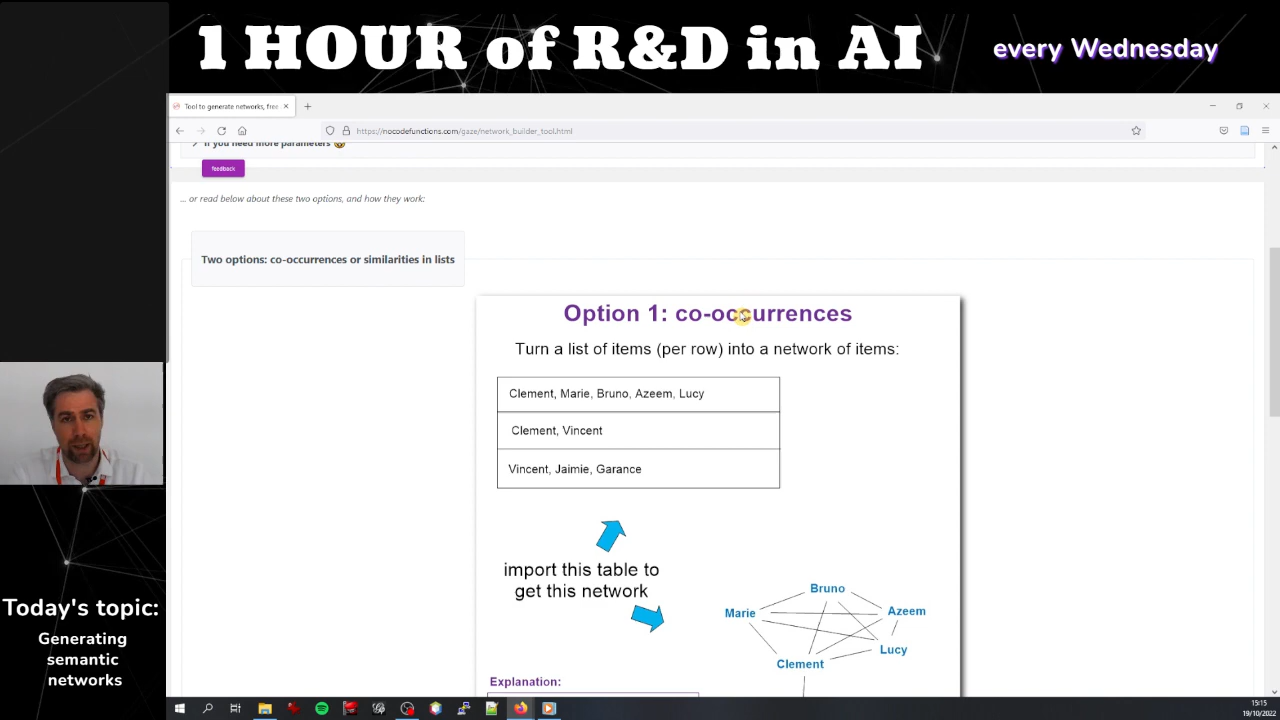 1 HOUR of R&D in AI
every Wednesday
Tool to generate networks, free
https://nocodefunctions.com/gaze/network_builder_tool.html
If you need more parameters
feedback
... or read below about these two options, and how they work:
Two options: co-occurrences or similarities in lists
Option 1: co-occurrences
Turn a list of items (per row) into a network of items:
Clement, Marie, Bruno, Azeem, Lucy
Clement, Vincent
Vincent, Jaimie, Garance
import this table to
get this network
Bruno
Marie
Azeem
Lucy
Clement
Explanation:
Today's topic:
Generating
semantic
networks
15:15
19/10/2022